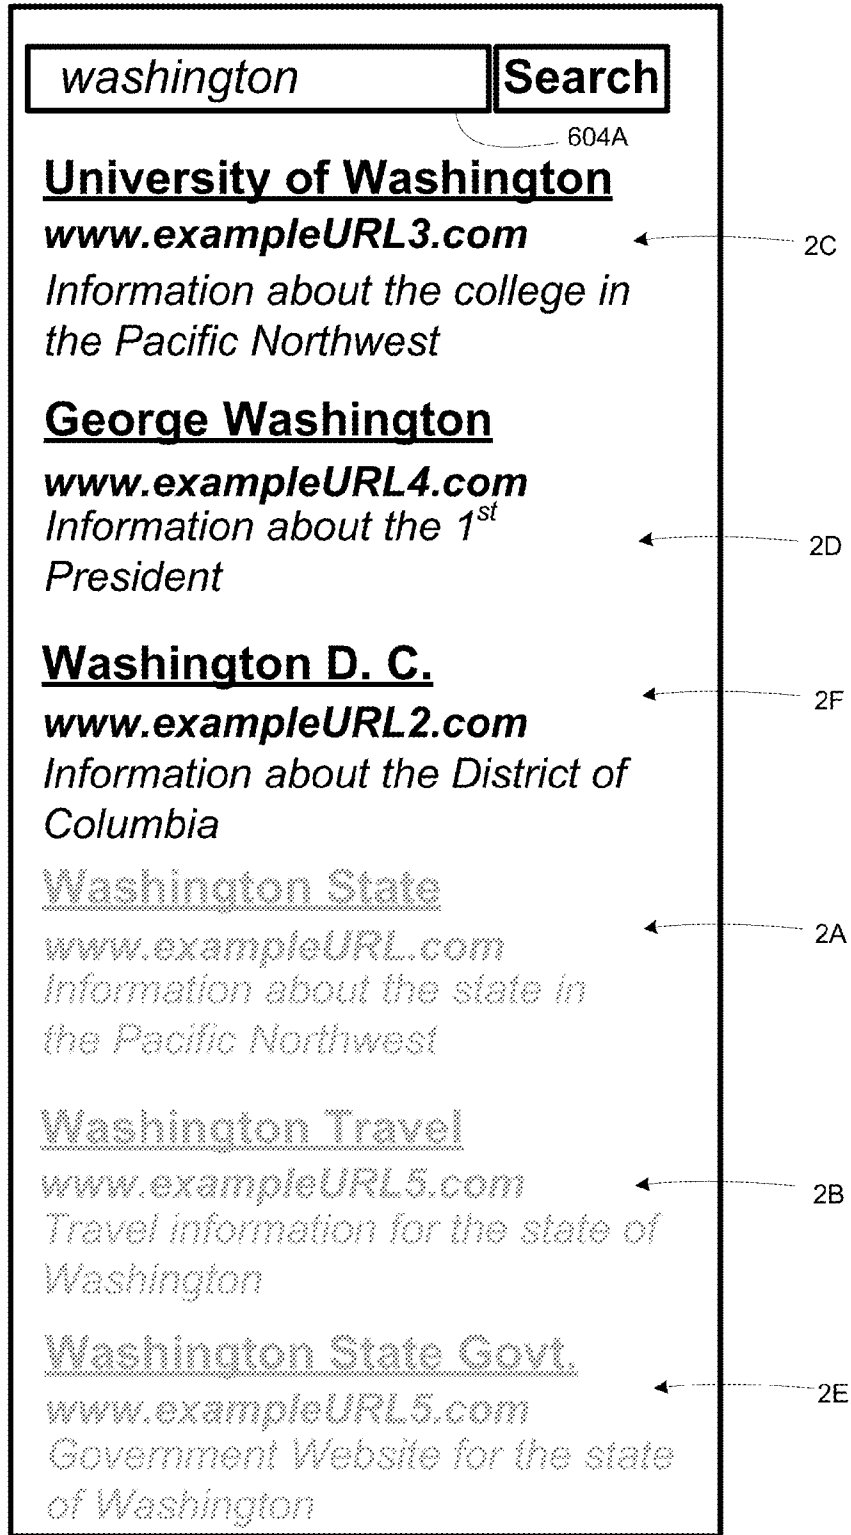 washington Search
604A
University of Washington
www.exampleURL3.com
2C
Information about the college in
the Pacific Northwest
George Washington
www.exampleURL4.com
Information about the 1st
2D
President
Washington D. C.
2F
www.exampleURL2.com
Information about the District of
Columbia
Washington State
2A
www.exampleURL.com
Information about the state in
the Pacific Northwest
Washington Travel
www.exampleURL5.com
2B
Travel information for the state of
Washington
Washington State Govt.
2E
www.exampleURL5.com
Government Website for the state
of Washington